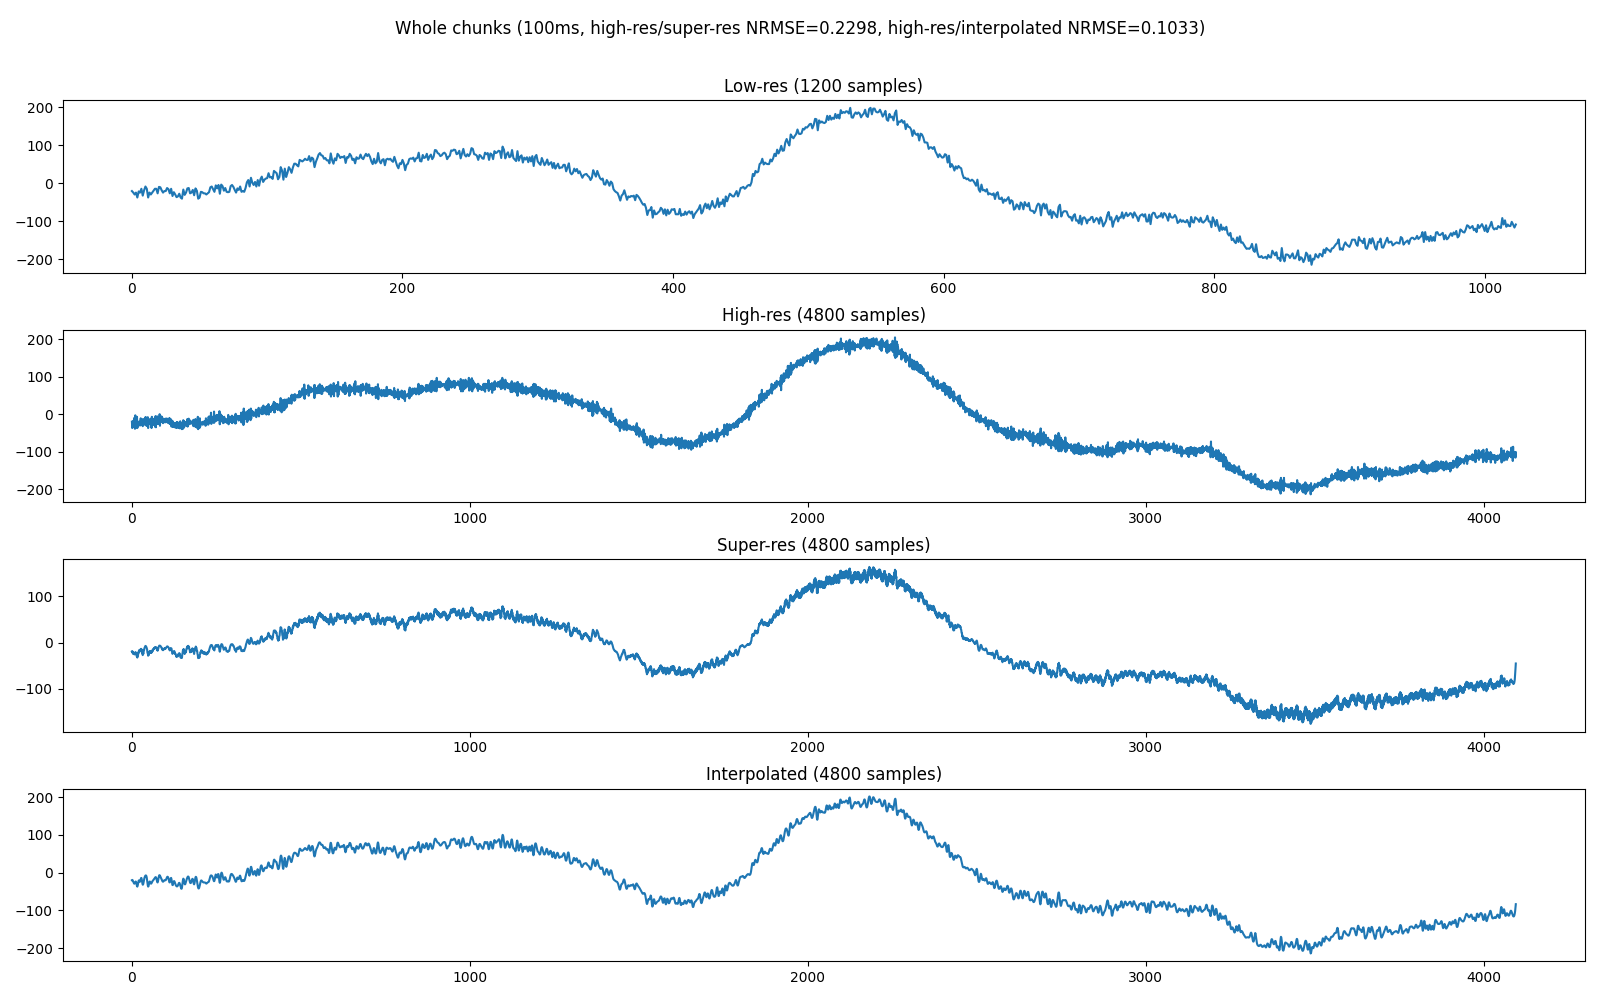 Whole chunks (100ms, high-res/super-res NRMSE=0.2298, high-res/interpolated NRMSE=0.1033)
Low-res (1200 samples)
200
100
0
−100
−200
0 200 400 600 800 1000
High-res (4800 samples)
200
100
0
−100
−200
0 1000 2000 3000 4000
Super-res (4800 samples)
100
0
−100
0 1000 2000 3000 4000
Interpolated (4800 samples)
200
100
0
−100
−200
0 1000 2000 3000 4000